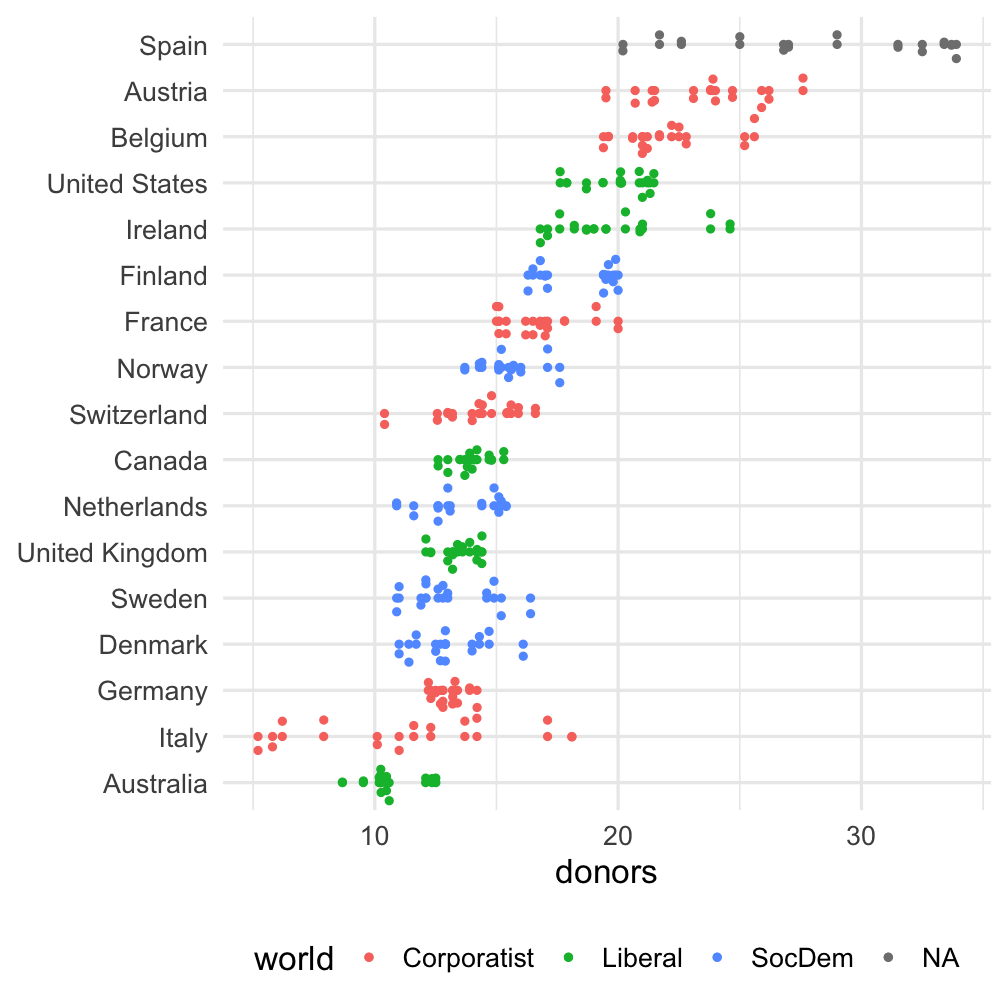 Spain
Austria
Belgium
United States
Ireland
Finland
France
Norway
Switzerland
Canada
Netherlands
United Kingdom
Sweden
Denmark
Germany
Italy
Australia
10 20 30
donors
world Corporatist Liberal SocDem NA